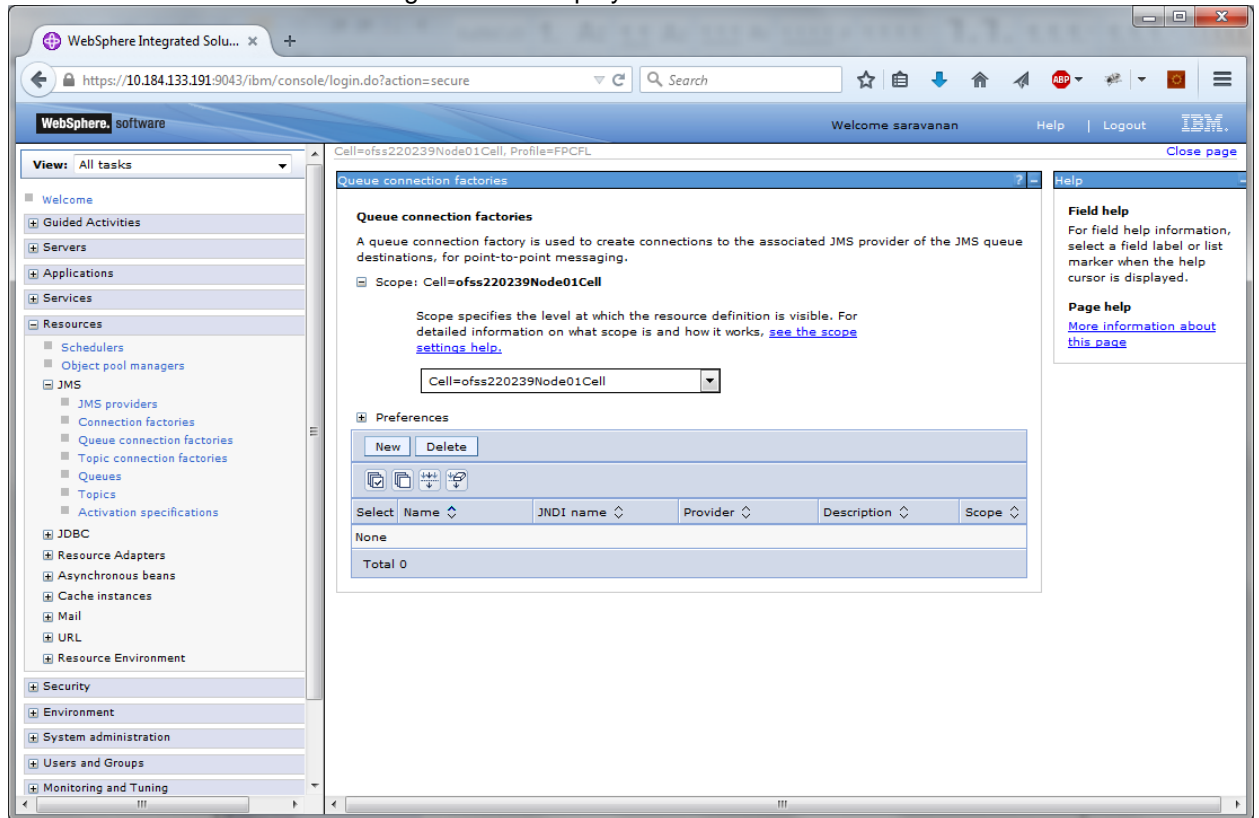 WebSphere Integrated Solu...
https://10.184.133.191:9043/ibm/console/login.do?action=secure
Search
ABP
WebSphere. software
Welcome saravanan
Help | Logout
IBM.
View: All tasks
Welcome
Guided Activities
Servers
Applications
Services
Resources
Schedulers
Object pool managers
JMS
JMS providers
Connection factories
Queue connection factories
Topic connection factories
Queues
Topics
Activation specifications
JDBC
Resource Adapters
Asynchronous beans
Cache instances
Mail
URL
Resource Environment
Security
Environment
System administration
Users and Groups
Monitoring and Tuning
Cell=ofss220239Node01Cell, Profile=FPCFL
Close page
Queue connection factories
Queue connection factories
A queue connection factory is used to create connections to the associated JMS provider of the JMS queue
destinations, for point-to-point messaging.
Scope: Cell=ofss220239Node01Cell
Scope specifies the level at which the resource definition is visible. For
detailed information on what scope is and how it works, see the scope
settings help.
Cell=ofss220239Node01Cell
Preferences
New Delete
Select Name JNDI name Provider Description Scope
None
Total 0
Help
Field help
For field help information,
select a field label or list
marker when the help
cursor is displayed.
Page help
More information about
this page